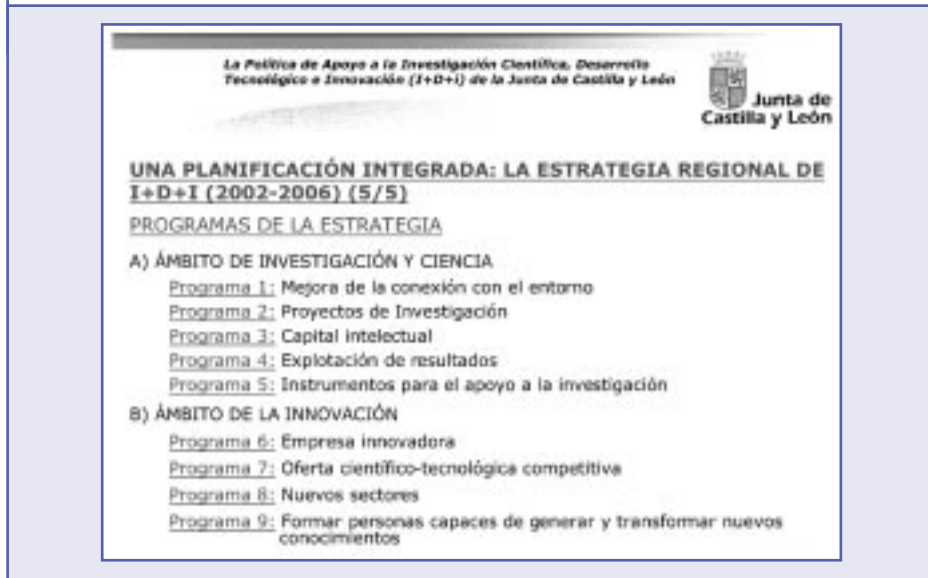 La Política de Apoyo a la Investigación Científica, Desarrollo
Tecnológico e Innovación (I+D+i) de la Junta de Castilla y León
Junta de
Castilla y León
UNA PLANIFICACIÓN INTEGRADA: LA ESTRATEGIA REGIONAL DE
I+D+I (2002-2006) (5/5)
PROGRAMAS DE LA ESTRATEGIA
A) ÁMBITO DE INVESTIGACIÓN Y CIENCIA
Programa 1: Mejora de la conexión con el entorno
Programa 2: Proyectos de Investigación
Programa 3: Capital intelectual
Programa 4: Explotación de resultados
Programa 5: Instrumentos para el apoyo a la investigación
B) ÁMBITO DE LA INNOVACIÓN
Programa 6: Empresa innovadora
Programa 7: Oferta científico-tecnológica competitiva
Programa 8: Nuevos sectores
Programa 9: Formar personas capaces de generar y transformar nuevos
conocimientos